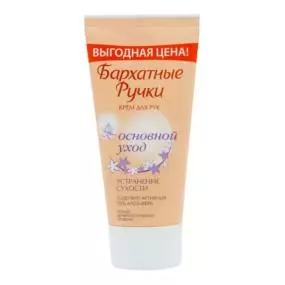 ВЫГОДНАЯ ЦЕНА!
Бархатные
Ручки
КРЕМ ДЛЯ РУК
ОСНОВНОЙ
УХОД
УСТРАНЕНИЕ
СУХОСТИ